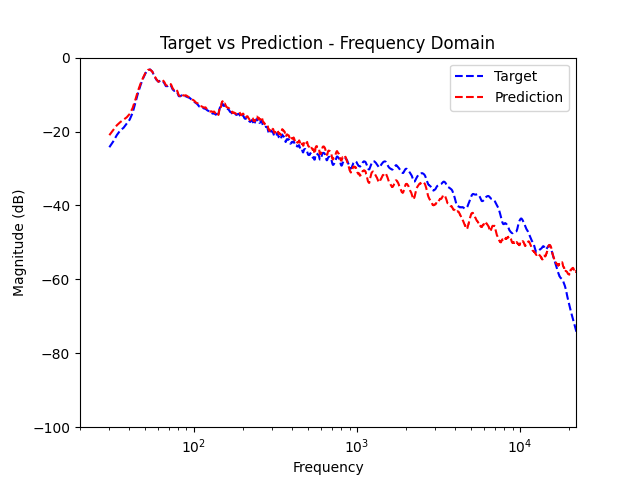 Target vs Prediction - Frequency Domain
Target
Prediction
0
−20
−40
−60
−80
−100
Magnitude (dB)
10²
10³
10⁴
Frequency